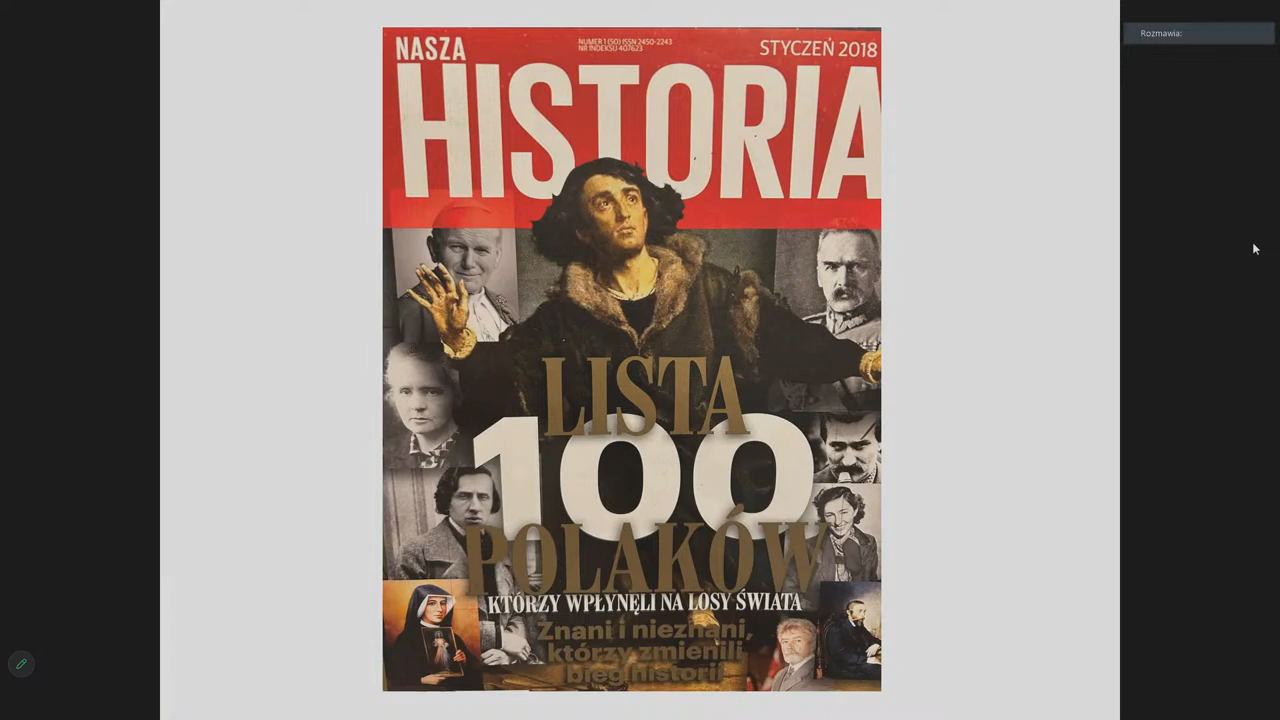 NASZA
NUMER 1 (50) ISSN 2450-2243
NR INDEKSU 407623
STYCZEŃ 2018
HISTORIA
LISTA
100
POLAKÓW
KTÓRZY WPŁYNĘLI NA LOSY ŚWIATA
Znani i nieznani,
którzy zmienili
bieg historii
Rozmawia: